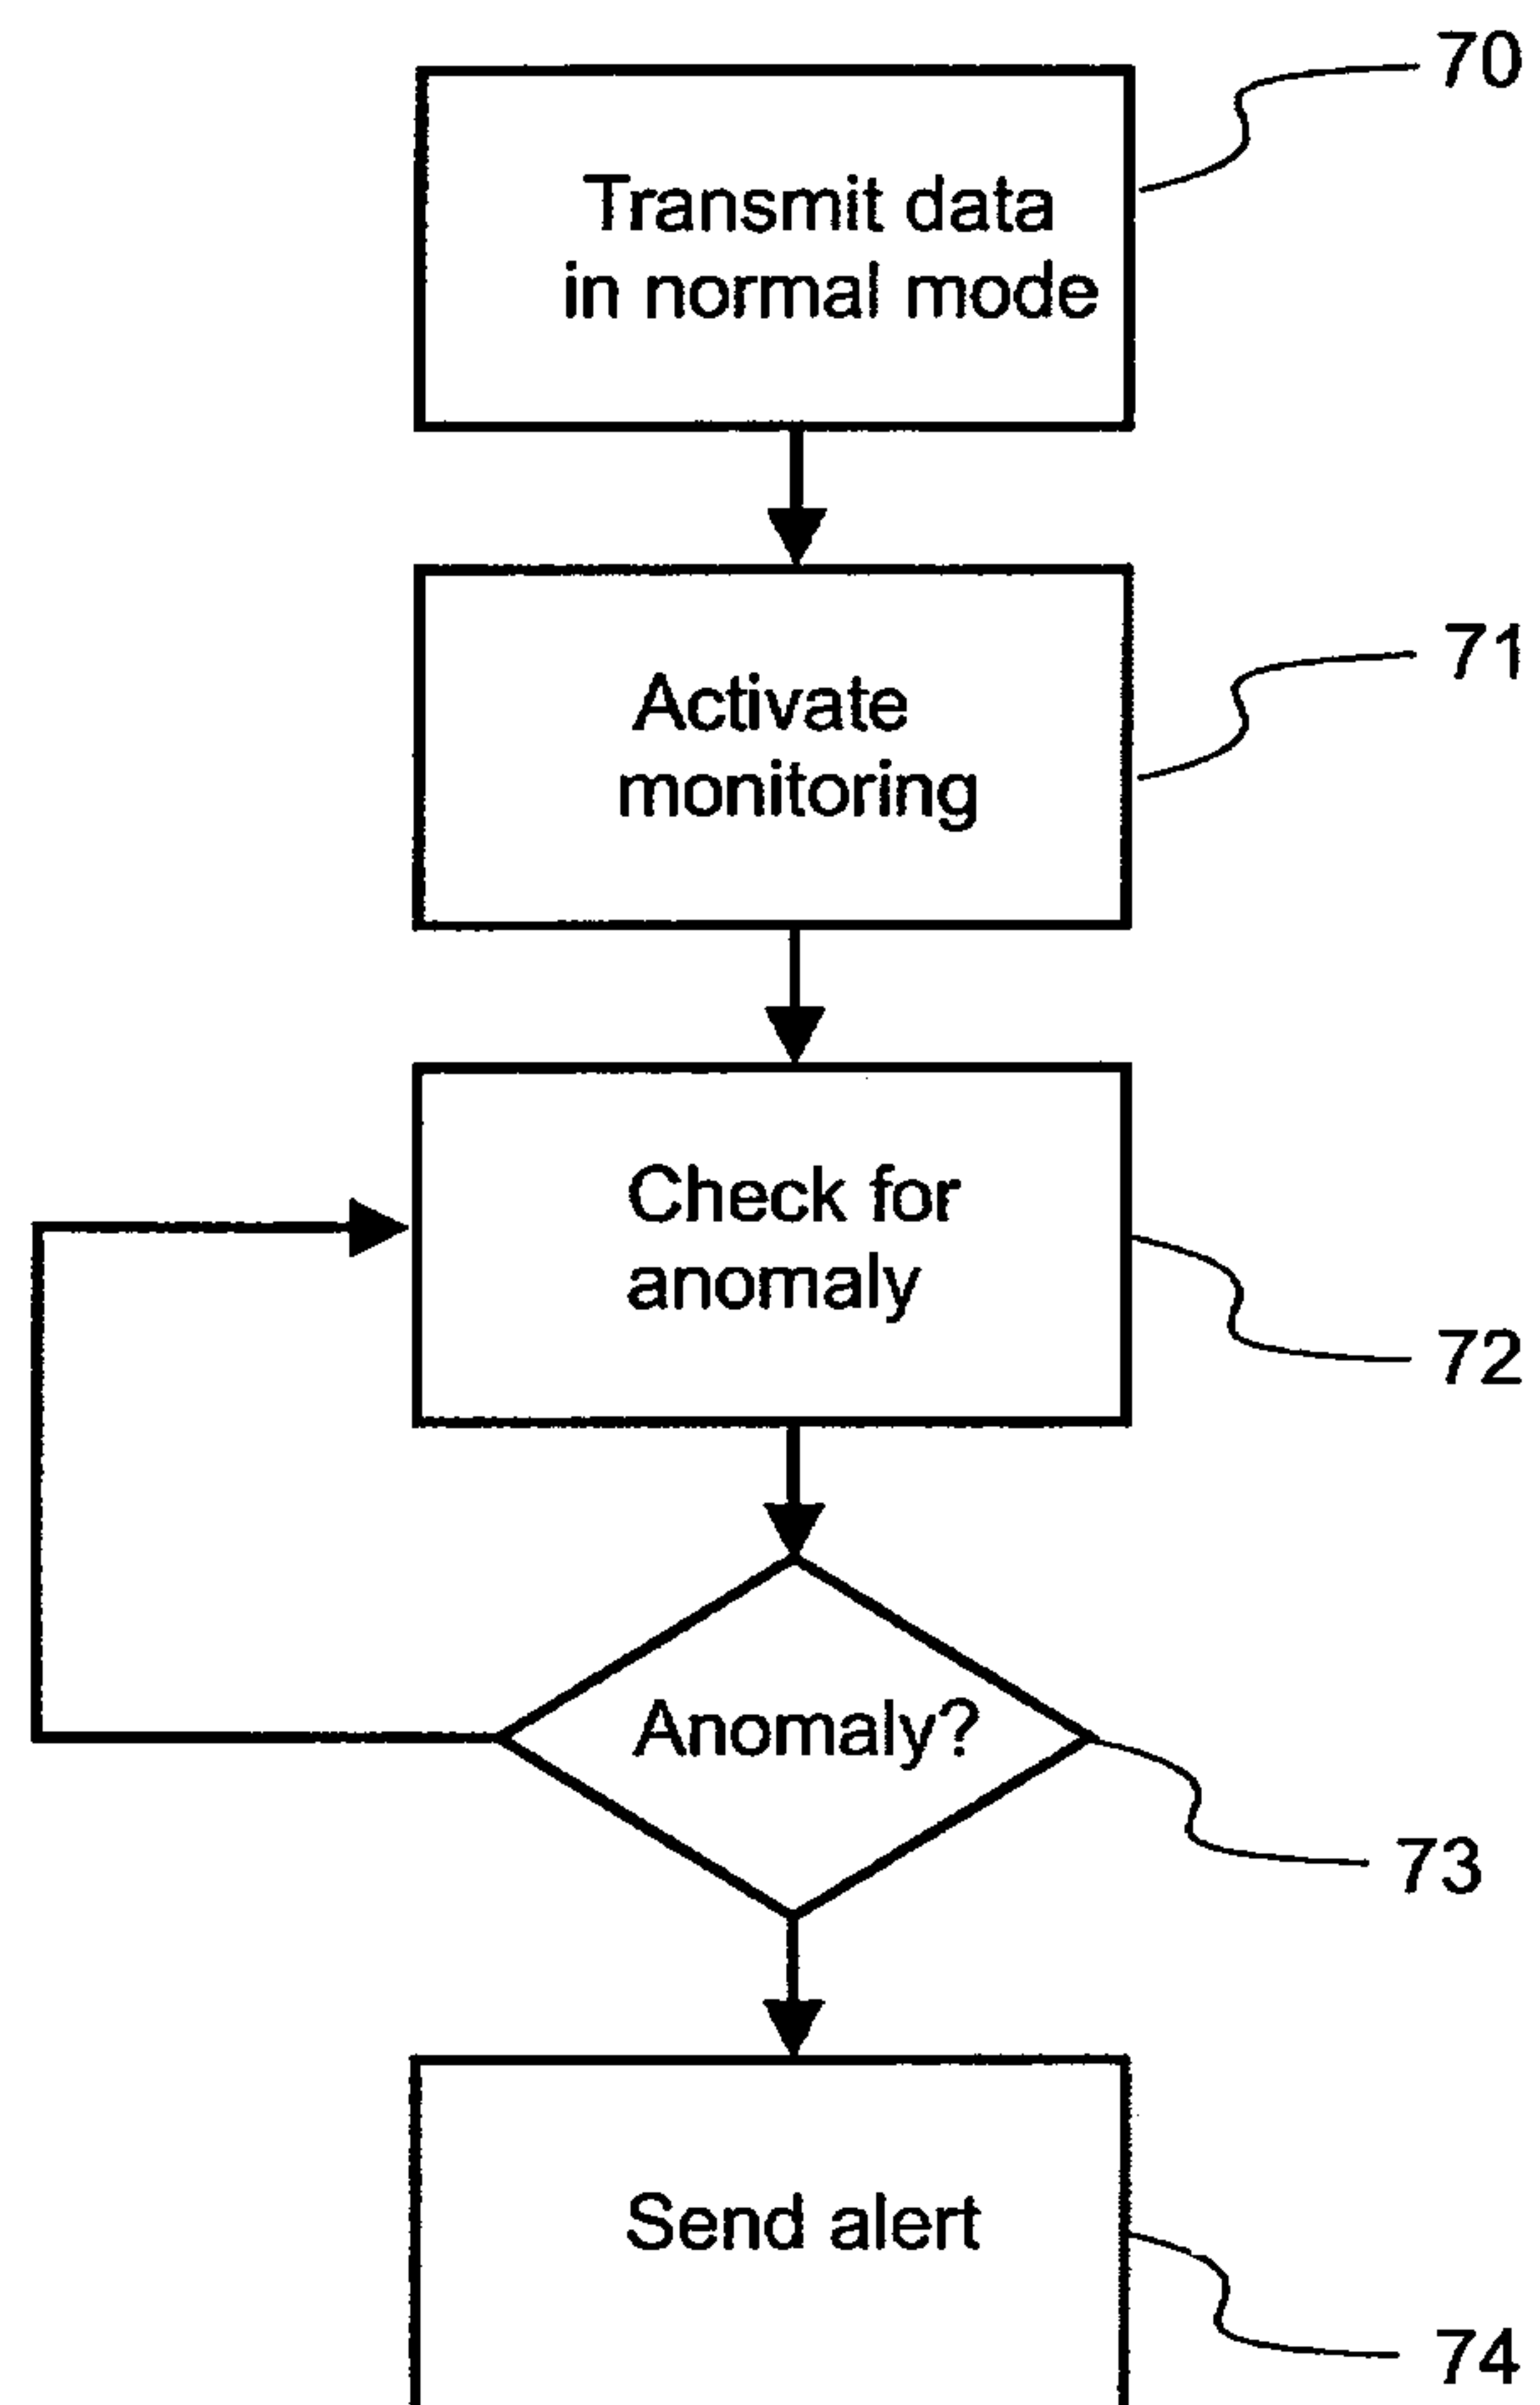 70
Transmit data
in normal mode
71
Activate
monitoring
Check for
anomaly
72
Anomaly?
73
Send alert
74